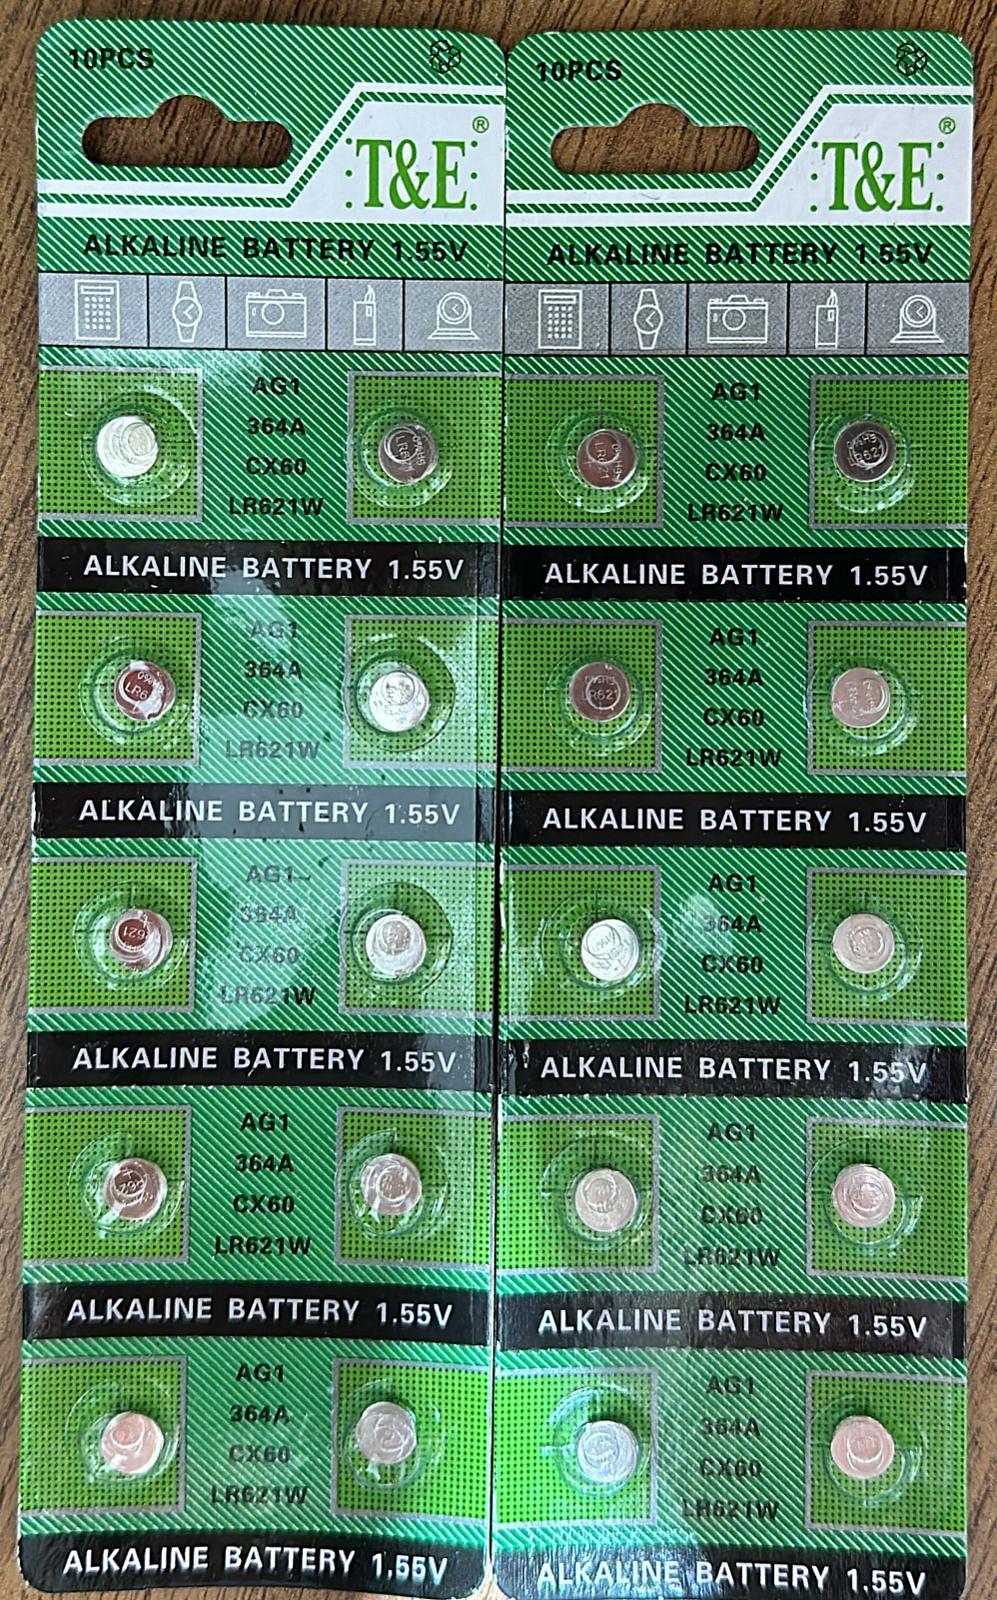 10PCS
T&E®
ALKALINE BATTERY 1.55V
AG1
364A
CX60
LR621W
ALKALINE BATTERY 1.55V
AG1
364A
CX60
LR621W
ALKALINE BATTERY 1.55V
AG1
364A
CX60
LR621W
ALKALINE BATTERY 1.55V
AG1
364A
CX60
LR621W
ALKALINE BATTERY 1.55V
AG1
364A
CX60
LR621W
ALKALINE BATTERY 1.55V
10PCS
T&E®
ALKALINE BATTERY 1.55V
AG1
364A
CX60
LR621W
ALKALINE BATTERY 1.55V
AG1
364A
CX60
LR621W
ALKALINE BATTERY 1.55V
AG1
364A
CX60
LR621W
ALKALINE BATTERY 1.55V
AG1
364A
CX60
LR621W
ALKALINE BATTERY 1.55V
AG1
364A
CX60
LR621W
ALKALINE BATTERY 1.55V